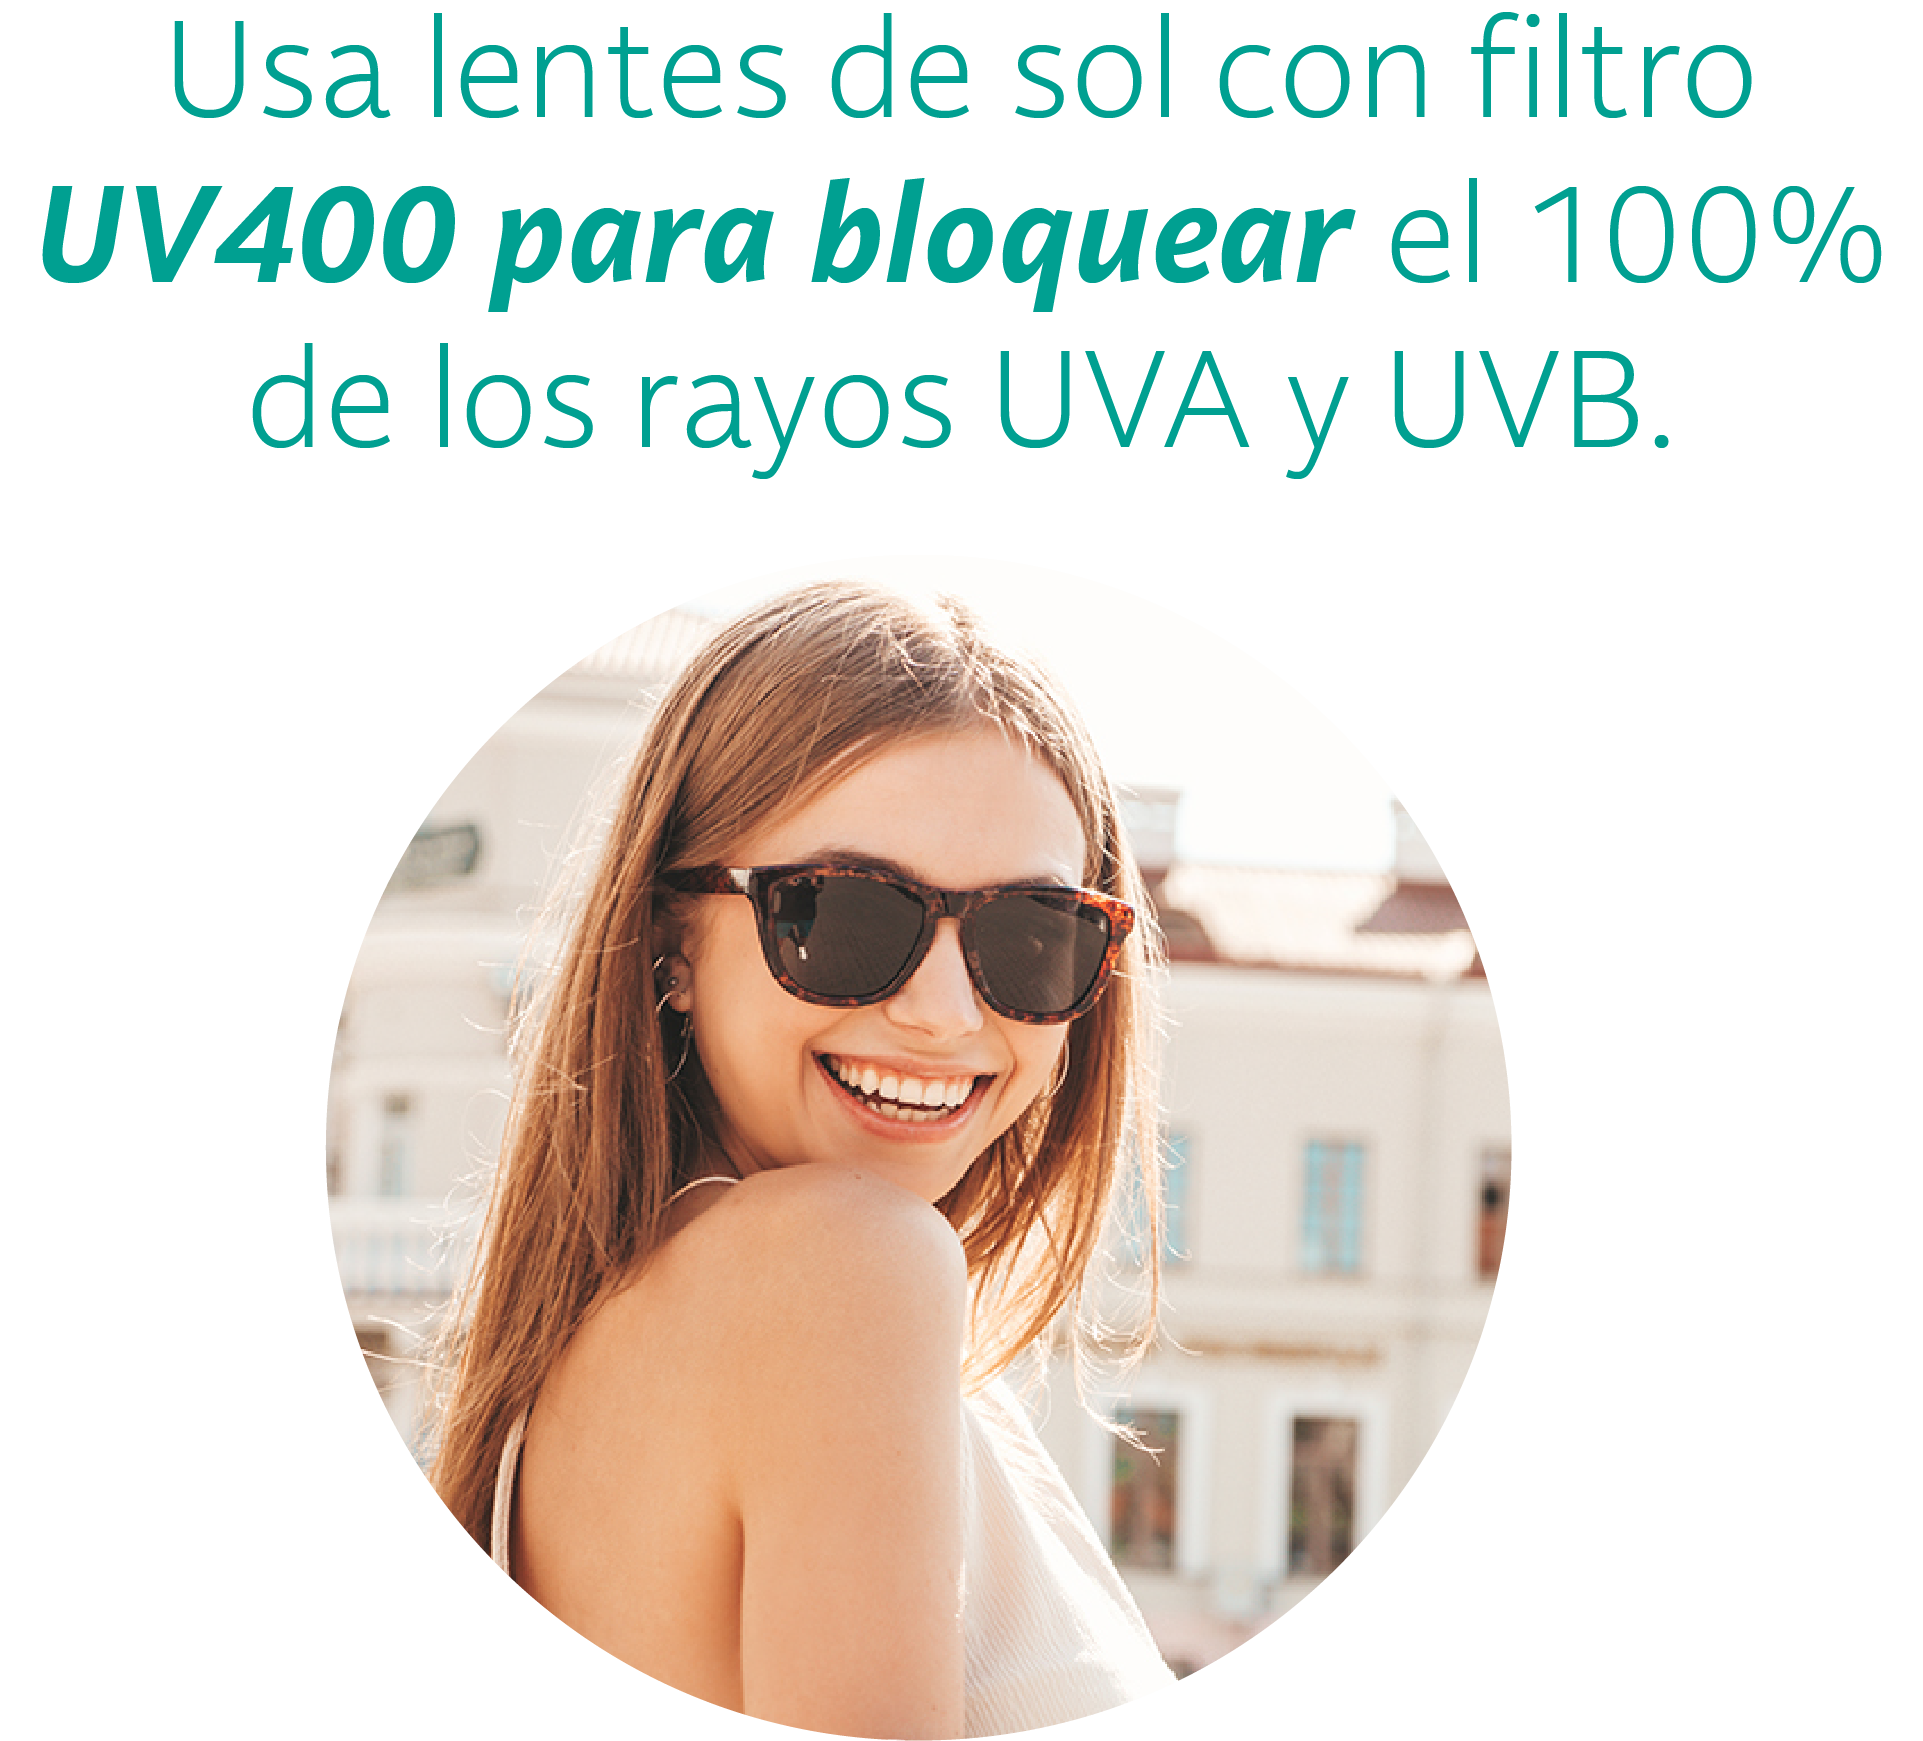 Usa lentes de sol con filtro
UV400 para bloquear el 100%
de los rayos UVA y UVB.